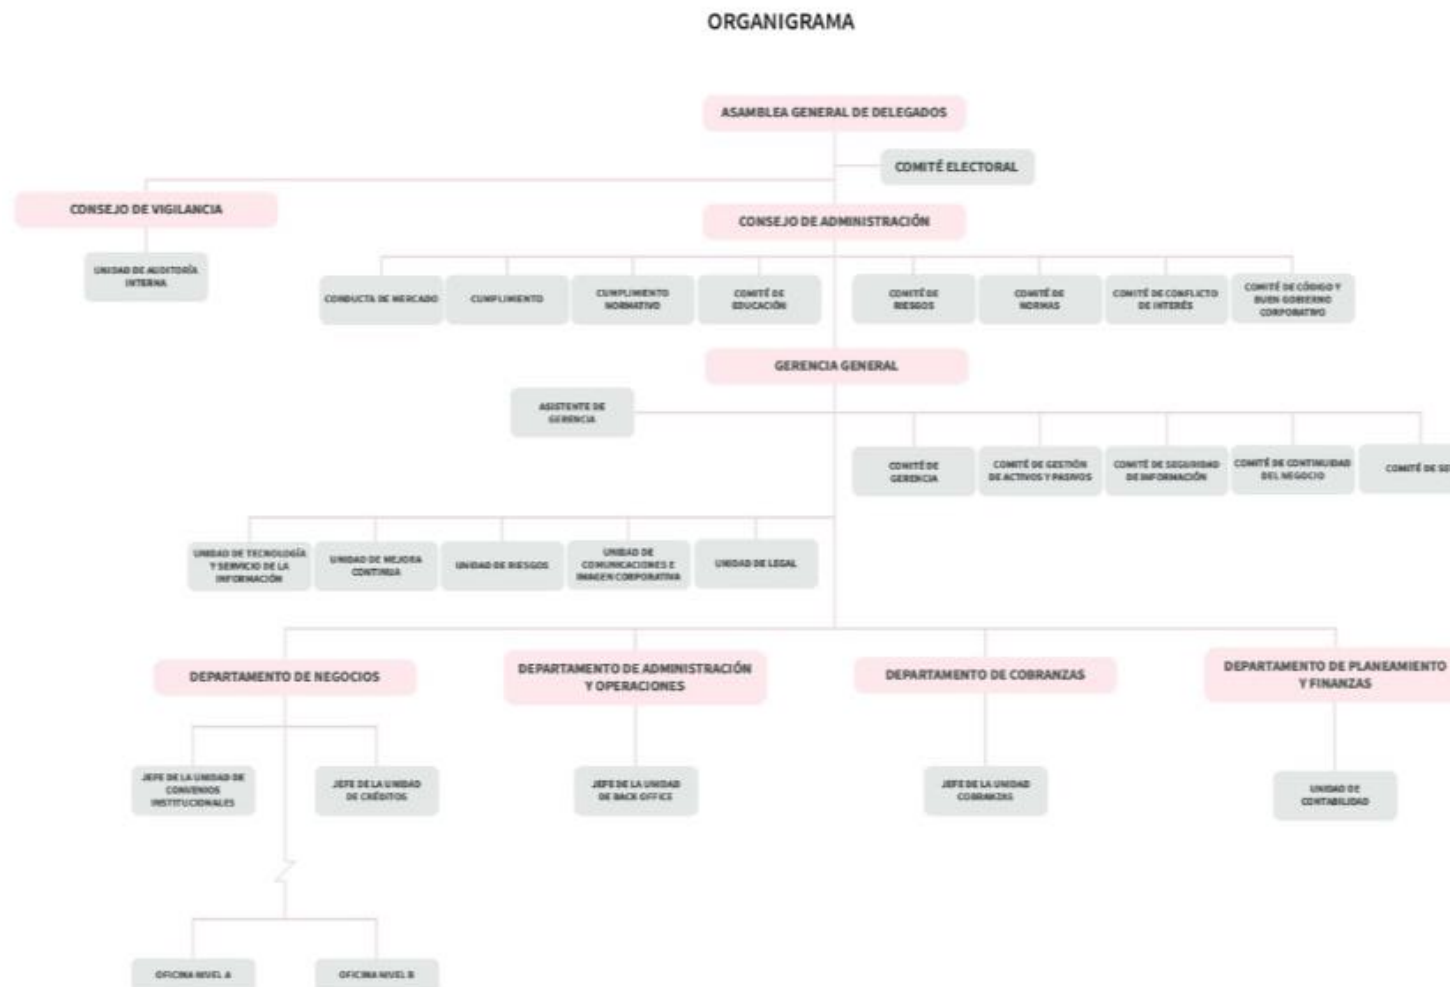 ORGANIGRAMA
ASAMBLEA GENERAL DE DELEGADOS
COMITÉ ELECTORAL
CONSEJO DE VIGILANCIA
CONSEJO DE ADMINISTRACIÓN
UNIDAD DE AUDITORÍA
INTERNA
CONDUCTA DE MERCADO
CUMPLIMIENTO
CUMPLIMIENTO
NORMATIVO
COMITÉ DE
EDUCACIÓN
COMITÉ DE
RIESGOS
COMITÉ DE
NORMAS
COMITÉ DE CONFLICTO
DE INTERÉS
COMITÉ DE CÓDIGO Y
BUEN GOBIERNO
CORPORATIVO
GERENCIA GENERAL
ASISTENTE DE
GERENCIA
COMITÉ DE
GERENCIA
COMITÉ DE GESTIÓN
DE ACTIVOS Y PASIVOS
COMITÉ DE SEGURIDAD
DE INFORMACIÓN
COMITÉ DE CONTINUIDAD
DEL NEGOCIO
COMITÉ DE
UNIDAD DE TECNOLOGÍA
Y SERVICIO DE LA
INFORMACIÓN
UNIDAD DE MEJORA
CONTINUA
UNIDAD DE RIESGOS
UNIDAD DE
COMUNICACIONES E
IMAGEN CORPORATIVA
UNIDAD DE LEGAL
DEPARTAMENTO DE NEGOCIOS
DEPARTAMENTO DE ADMINISTRACIÓN
Y OPERACIONES
DEPARTAMENTO DE COBRANZAS
DEPARTAMENTO DE PLANEAMIENTO
Y FINANZAS
JEFE DE LA UNIDAD DE
CONVENIOS
INSTITUCIONALES
JEFE DE LA UNIDAD
DE CRÉDITOS
JEFE DE LA UNIDAD
DE BACK OFFICE
JEFE DE LA UNIDAD
COBRANZAS
UNIDAD DE
CONTABILIDAD
OFICINA NIVEL A
OFICINA NIVEL B